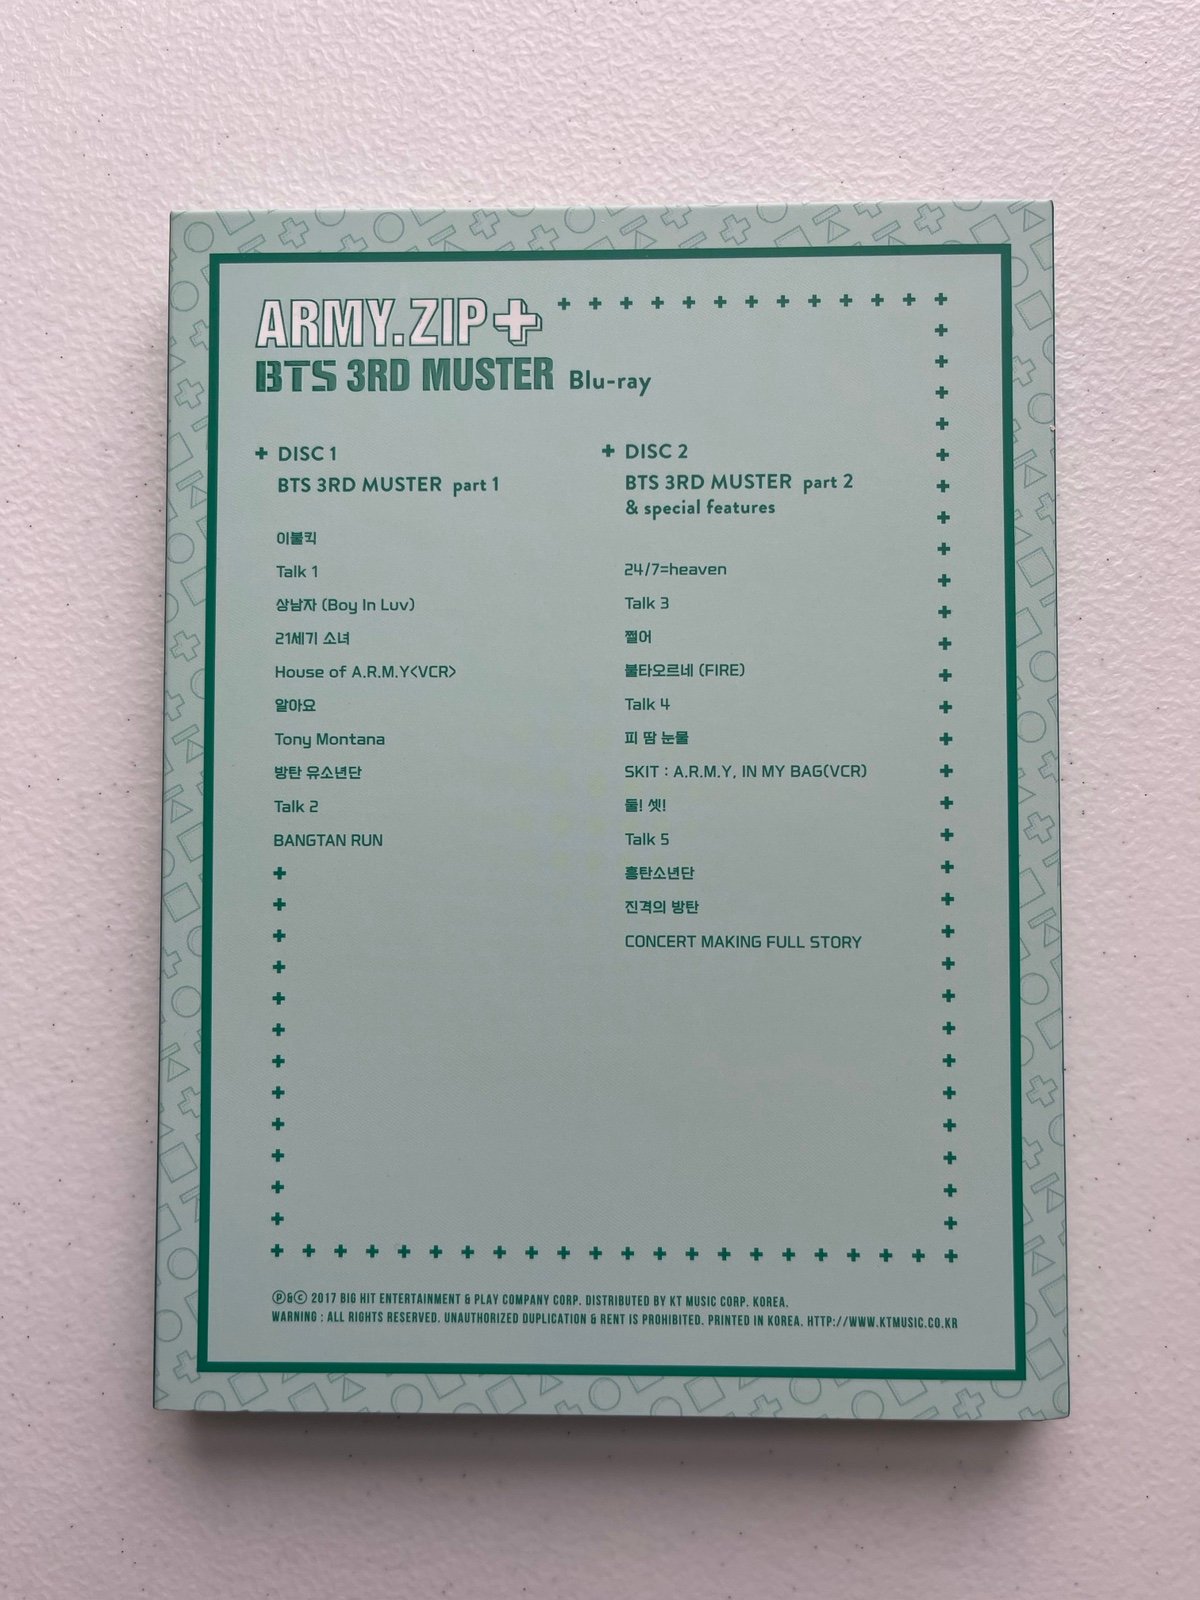 ARMY.ZIP+
BTS 3RD MUSTER Blu-ray
+ DISC 1
BTS 3RD MUSTER part 1
이불킥
Talk 1
상남자 (Boy In Luv)
21세기 소녀
House of A.R.M.Y<VCR>
알아요
Tony Montana
방탄 유소년단
Talk 2
BANGTAN RUN
+ DISC 2
BTS 3RD MUSTER part 2
& special features
24/7=heaven
Talk 3
쩔어
불타오르네 (FIRE)
Talk 4
피 땀 눈물
SKIT : A.R.M.Y, IN MY BAG(VCR)
둘! 셋!
Talk 5
흥탄소년단
진격의 방탄
CONCERT MAKING FULL STORY
℗&© 2017 BIG HIT ENTERTAINMENT & PLAY COMPANY CORP. DISTRIBUTED BY KT MUSIC CORP. KOREA.
WARNING : ALL RIGHTS RESERVED. UNAUTHORIZED DUPLICATION & RENT IS PROHIBITED. PRINTED IN KOREA. HTTP://WWW.KTMUSIC.CO.KR